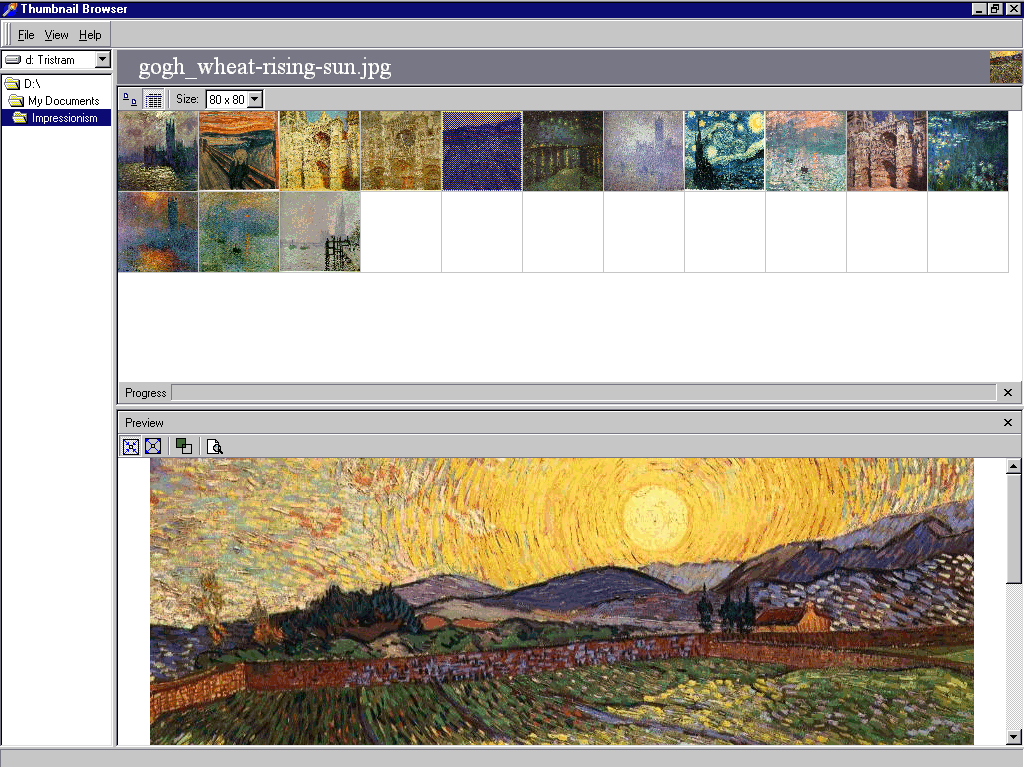 Thumbnail Browser
File View Help
d: Tristram
gogh_wheat-rising-sun.jpg
D:\
My Documents
Impressionism
Size: 80 x 80
Progress
Preview